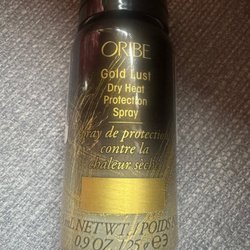 ORIBE
Gold Lust
Dry Heat
Protection
Spray
Spray de protection
contre la
chaleur sèche
NET WT./POIDS
0.9 OZ./25 g ℮